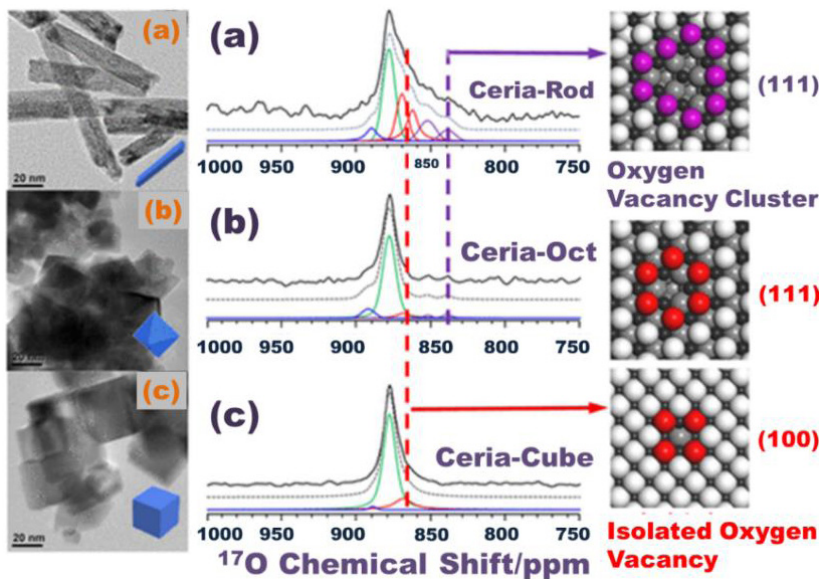 (a)
20 nm
(b)
(c)
20 nm
(a)
Ceria-Rod
1000 950 900 850 800 750
(b)
Ceria-Oct
1000 950 900 850 800 750
(c)
Ceria-Cube
1000 950 900 850 800 750
17O Chemical Shift/ppm
(111)
Oxygen
Vacancy Cluster
(111)
(100)
Isolated Oxygen
Vacancy